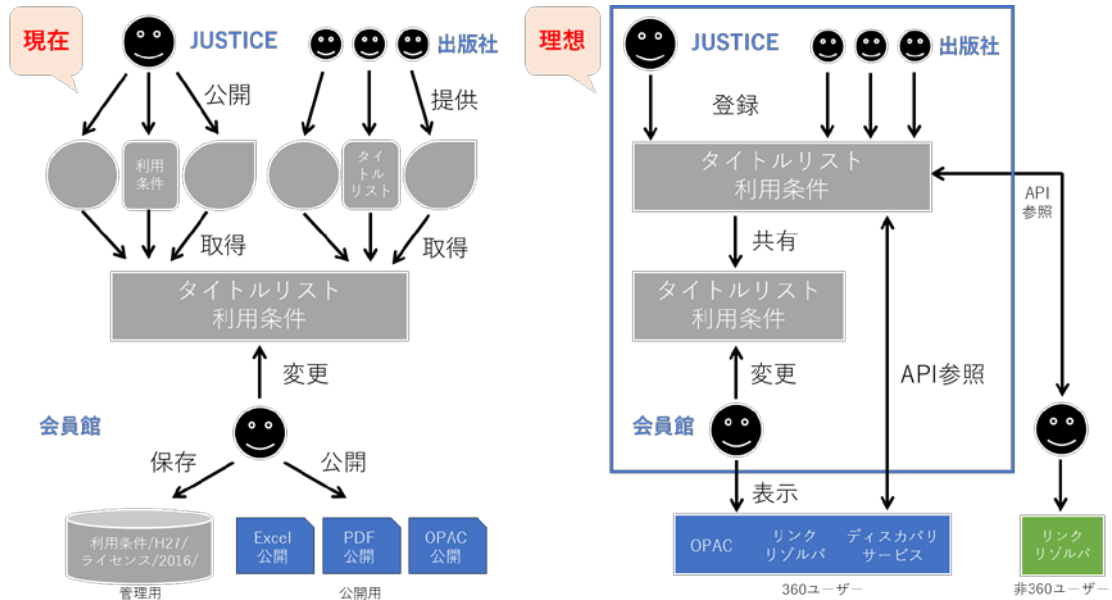 現在
JUSTICE
出版社
公開
提供
利用
条件
タイ
トル
リスト
取得
取得
タイトルリスト
利用条件
変更
会員館
保存
公開
利用条件/H27/
ライセンス/2016/
管理用
Excel
公開
PDF
公開
OPAC
公開
公開用
理想
JUSTICE
出版社
登録
タイトルリスト
利用条件
API
参照
共有
タイトルリスト
利用条件
変更
API参照
会員館
表示
OPAC
リンク
リゾルバ
ディスカバリ
サービス
360ユーザー
リンク
リゾルバ
非360ユーザー